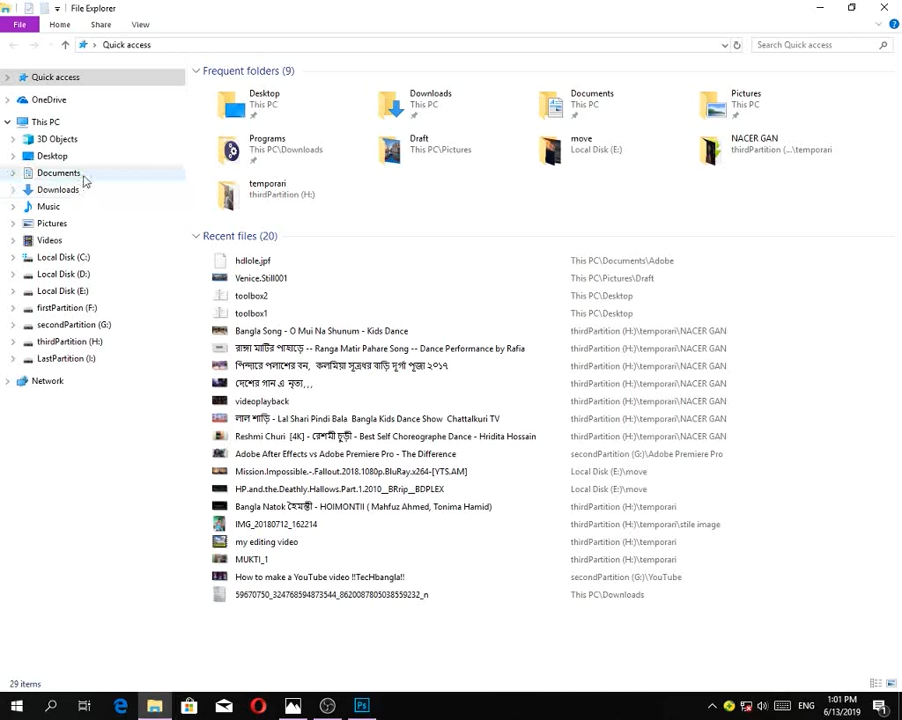 File Explorer
File Home Share View
Quick access
Search Quick access
Quick access
OneDrive
This PC
3D Objects
Desktop
Documents
Downloads
Music
Pictures
Videos
Local Disk (C:)
Local Disk (D:)
Local Disk (E:)
firstPartition (F:)
secondPartition (G:)
thirdPartition (H:)
LastPartition (I:)
Network
Frequent folders (9)
Desktop
This PC
Downloads
This PC
Documents
This PC
Pictures
This PC
Programs
This PC\Downloads
Draft
This PC\Pictures
move
Local Disk (E:)
NACER GAN
thirdPartition (...\temporari
temporari
thirdPartition (H:)
Recent files (20)
hdlole.jpf This PC\Documents\Adobe
Venice.Still001 This PC\Pictures\Draft
toolbox2 This PC\Desktop
toolbox1 This PC\Desktop
Bangla Song - O Mui Na Shunum - Kids Dance thirdPartition (H:)\temporari\NACER GAN
রাঙ্গা মাটির পাহাড়ে -- Ranga Matir Pahare Song -- Dance Performance by Rafia thirdPartition (H:)\temporari\NACER GAN
পিন্দারে পলাশের বন, কলমিয়া সূত্রধর বাড়ি দূর্গা পূজা ২০১৭ thirdPartition (H:)\temporari\NACER GAN
দেশের গান এ নৃত্য,,, thirdPartition (H:)\temporari\NACER GAN
videoplayback thirdPartition (H:)\temporari\NACER GAN
লাল শাড়ি - Lal Shari Pindi Bala Bangla Kids Dance Show Chattalkuri TV thirdPartition (H:)\temporari\NACER GAN
Reshmi Churi [4K] - রেশমী চুড়ী - Best Self Choreographe Dance - Hridita Hossain thirdPartition (H:)\temporari\NACER GAN
Adobe After Effects vs Adobe Premiere Pro - The Difference secondPartition (G:)\Adobe Premiere Pro
Mission.Impossible.-.Fallout.2018.1080p.BluRay.x264-[YTS.AM] Local Disk (E:)\move
HP.and.the.Deathly.Hallows.Part.1.2010__BRrip__BDPLEX Local Disk (E:)\move
Bangla Natok হৈমন্তী - HOIMONTII ( Mahfuz Ahmed, Tonima Hamid) thirdPartition (H:)\temporari
IMG_20180712_162214 thirdPartition (H:)\temporari\stile image
my editing video thirdPartition (H:)\temporari
MUKTI_1 thirdPartition (H:)\temporari
How to make a YouTube video !!TecHbangla!! secondPartition (G:)\YouTube
59670750_324768594873544_8620087805038559232_n This PC\Downloads
29 items
Ps
ENG
1:01 PM
6/13/2019
1